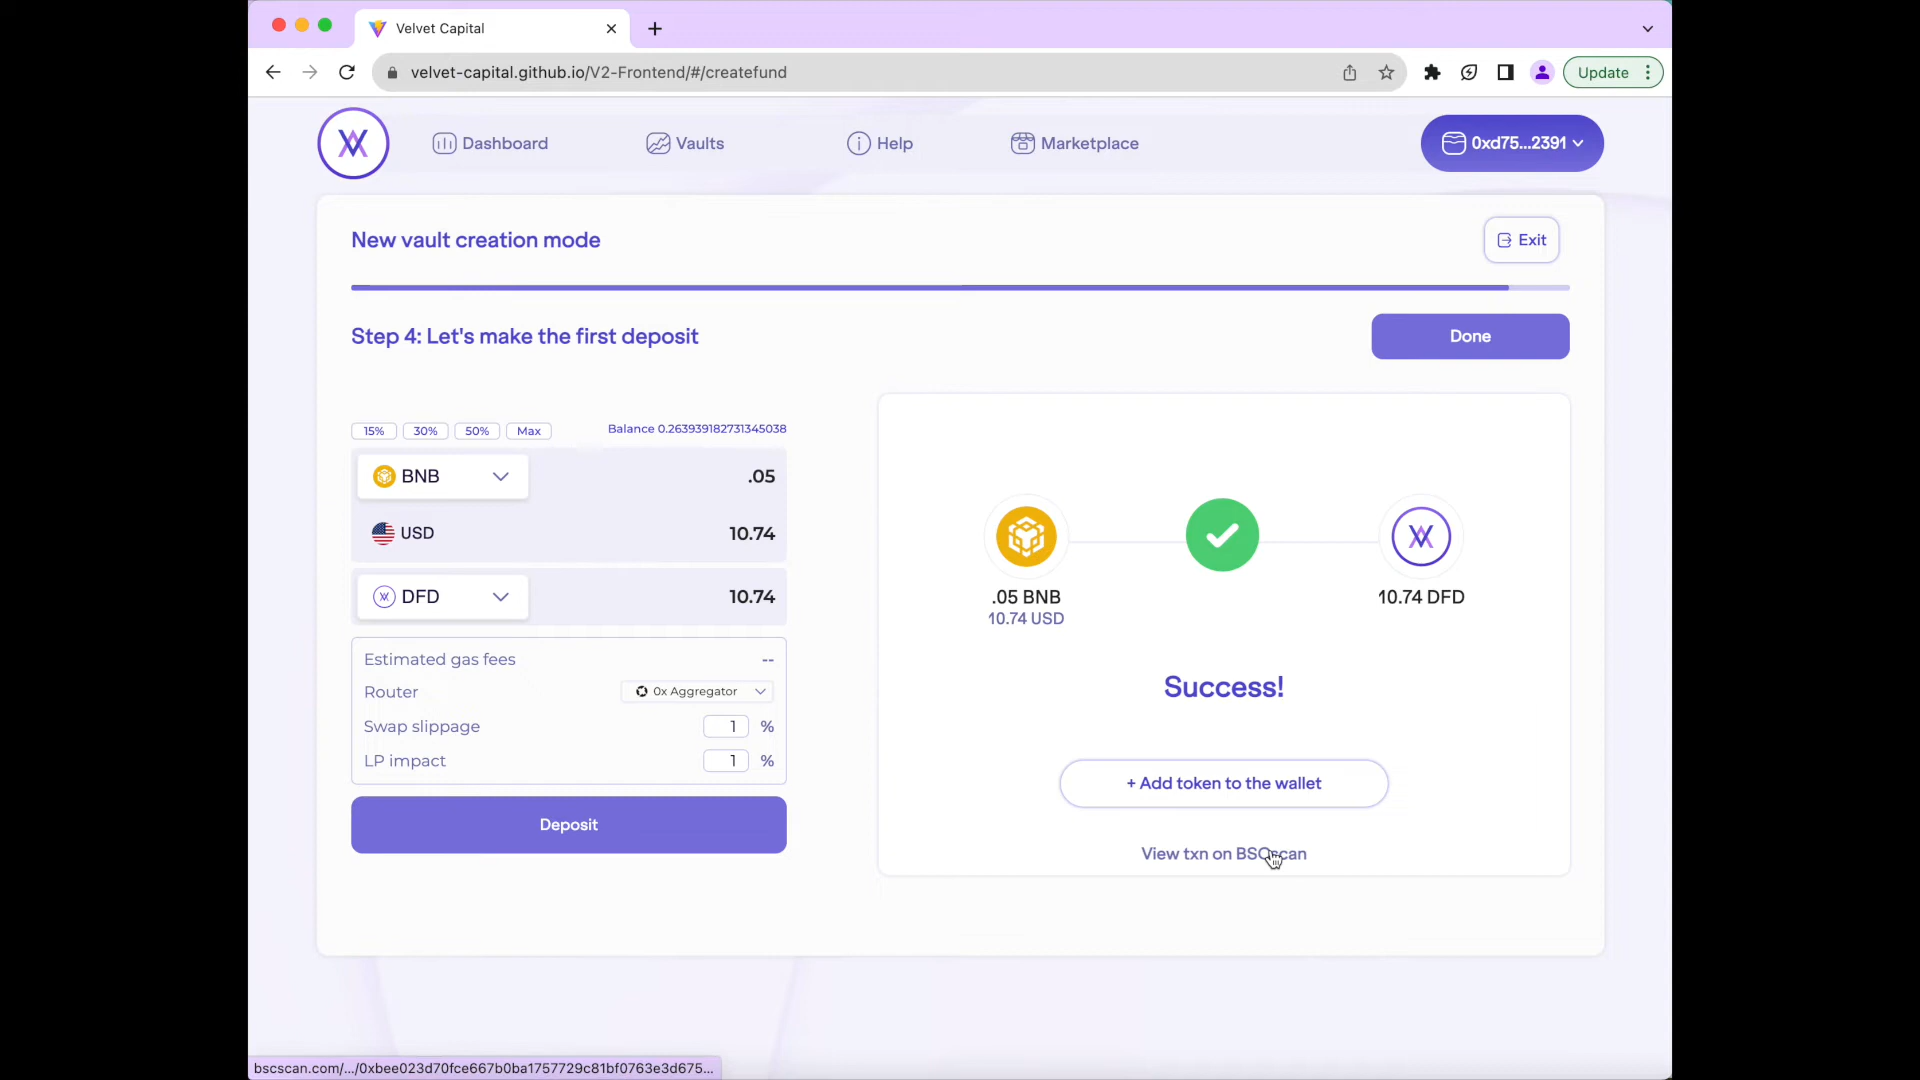 Velvet Capital
velvet-capital.github.io/V2-Frontend/#/createfund
Update
Dashboard
Vaults
Help
Marketplace
0xd75...2391
New vault creation mode
Exit
Step 4: Let's make the first deposit
Done
15% 30% 50% Max
Balance 0.263939182731345038
BNB .05
USD 10.74
DFD 10.74
Estimated gas fees --
Router 0x Aggregator
Swap slippage 1 %
LP impact 1 %
Deposit
.05 BNB
10.74 USD
10.74 DFD
Success!
+ Add token to the wallet
View txn on BSCscan
bscscan.com/.../0xbee023d70fce667b0ba1757729c81bf0763e3d675...